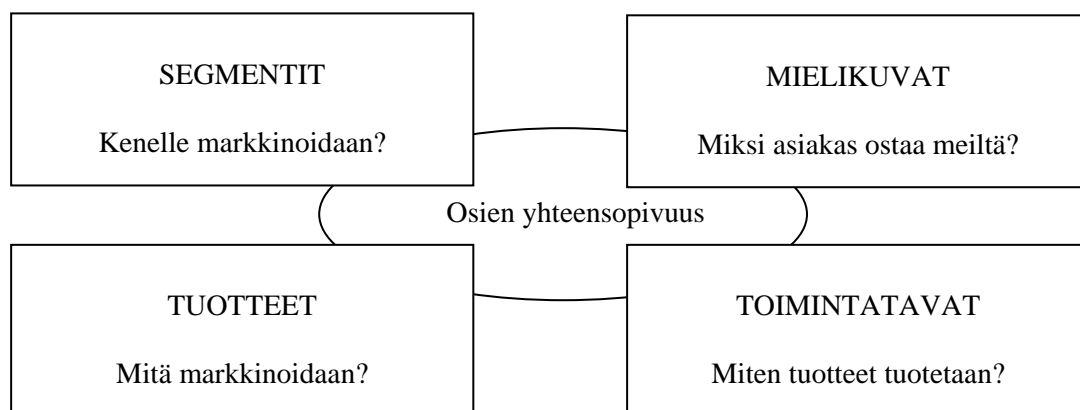 SEGMENTIT
Kenelle markkinoidaan?
MIELIKUVAT
Miksi asiakas ostaa meiltä?
Osien yhteensopivuus
TUOTTEET
Mitä markkinoidaan?
TOIMINTATAVAT
Miten tuotteet tuotetaan?